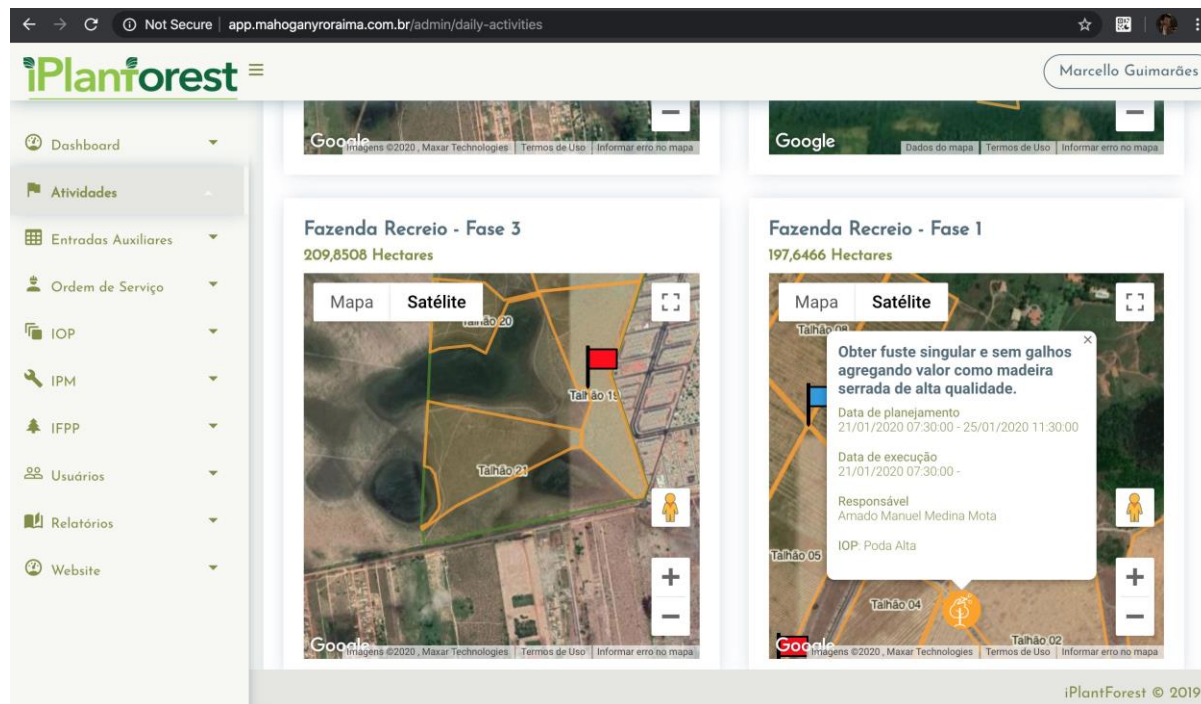 Not Secure | app.mahoganyroraima.com.br/admin/daily-activities
iPlanforest
Marcello Guimarães
Dashboard
Atividades
Entradas Auxiliares
Ordem de Serviço
IOP
IPM
IFPP
Usuários
Relatórios
Website
Google
Imagens ©2020 , Maxar Technologies Termos de Uso Informar erro no mapa
Google
Dados do mapa Termos de Uso Informar erro no mapa
Fazenda Recreio - Fase 3
209,8508 Hectares
Mapa Satélite
Talhão 20
Talhão 19
Talhão 21
Google
Imagens ©2020 , Maxar Technologies Termos de Uso Informar erro no mapa
Fazenda Recreio - Fase 1
197,6466 Hectares
Mapa Satélite
Talhão 08
Obter fuste singular e sem galhos
agregando valor como madeira
serrada de alta qualidade.
Data de planejamento
21/01/2020 07:30:00 - 25/01/2020 11:30:00
Data de execução
21/01/2020 07:30:00 -
Responsável
Amado Manuel Medina Mota
IOP: Poda Alta
Talhão 05
Talhão 04
Talhão 02
Google
Imagens ©2020 , Maxar Technologies Termos de Uso Informar erro no mapa
iPlantForest © 2019